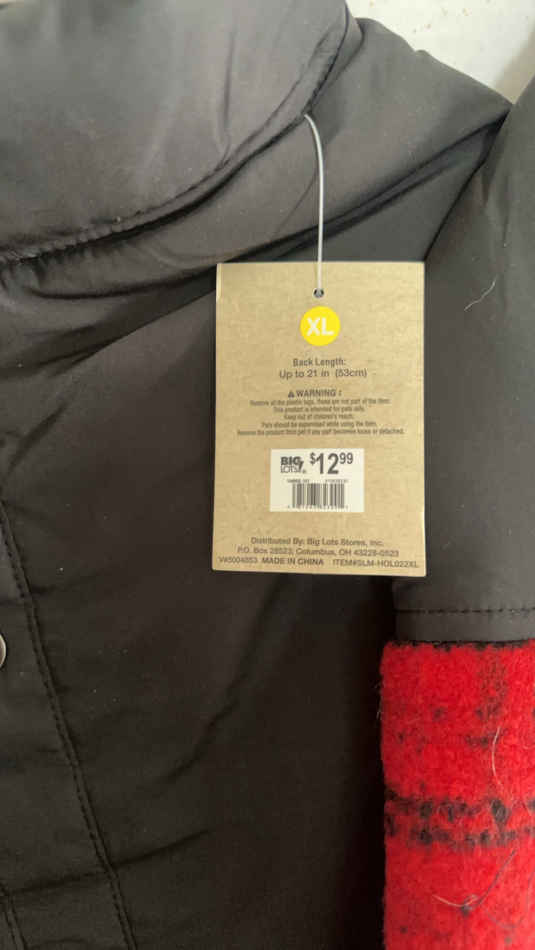 XL
Back Length:
Up to 21 in (53cm)
⚠ WARNING :
Remove all the plastic tags, these are not part of the item.
This product is intended for pets only.
Keep out of children's reach.
Pets should be supervised while using the item.
Remove the product from pet if any part becomes loose or detached.
BIG LOTS! $12.99
Distributed By: Big Lots Stores, Inc.
P.O. Box 28523; Columbus, OH 43228-0523
V#5004053 MADE IN CHINA ITEM#SLM-HOL022XL